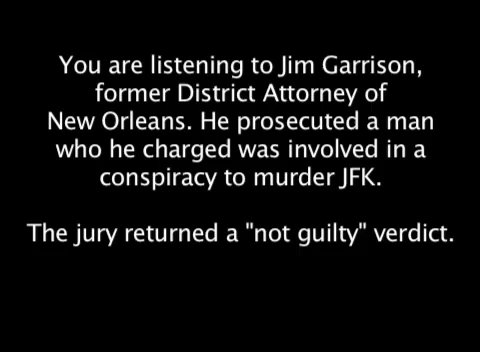 You are listening to Jim Garrison,
former District Attorney of
New Orleans. He prosecuted a man
who he charged was involved in a
conspiracy to murder JFK.
The jury returned a "not guilty" verdict.